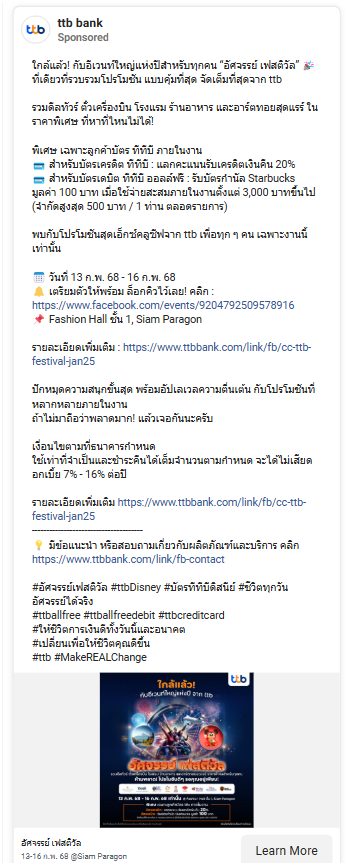 ttb bank
Sponsored
ใกล้แล้ว! กับอีเวนท์ใหญ่แห่งปีสำหรับทุกคน "อัศจรรย์ เฟสติวัล" 🎉
ที่เดียวที่รวบรวมโปรโมชัน แบบคุ้มที่สุด จัดเต็มที่สุดจาก ttb
รวมดีลทัวร์ ตั๋วเครื่องบิน โรงแรม ร้านอาหาร และอาร์ตทอยสุดแรร์ ใน
ราคาพิเศษ ที่หาที่ไหนไม่ได้!
พิเศษ เฉพาะลูกค้าบัตร ทีทีบี ภายในงาน
💳 สำหรับบัตรเครดิต ทีทีบี : แลกคะแนนรับเครดิตเงินคืน 20%
💳 สำหรับบัตรเดบิต ทีทีบี ออลล์ฟรี : รับบัตรกำนัล Starbucks
มูลค่า 100 บาท เมื่อใช้จ่ายสะสมภายในงานตั้งแต่ 3,000 บาทขึ้นไป
(จำกัดสูงสุด 500 บาท / 1 ท่าน ตลอดรายการ)
พบกับโปรโมชันสุดเอ็กซ์คลูซิฟจาก ttb เพื่อทุก ๆ คน เฉพาะงานนี้
เท่านั้น
🗓️ วันที่ 13 ก.พ. 68 - 16 ก.พ. 68
🔔 เตรียมตัวให้พร้อม ล็อกคิวไว้เลย! คลิก :
https://www.facebook.com/events/9204792509578916
📌 Fashion Hall ชั้น 1, Siam Paragon
รายละเอียดเพิ่มเติม : https://www.ttbbank.com/link/fb/cc-ttb-
festival-jan25
ปักหมุดความสนุกขั้นสุด พร้อมอัปเลเวลความตื่นเต้น กับโปรโมชันที่
หลากหลายภายในงาน
ถ้าไม่มาถือว่าพลาดมาก! แล้วเจอกันนะครับ
เงื่อนไขตามที่ธนาคารกำหนด
ใช้เท่าที่จำเป็นและชำระคืนได้เต็มจำนวนตามกำหนด จะได้ไม่เสียด
อกเบี้ย 7% - 16% ต่อปี
รายละเอียดเพิ่มเติม https://www.ttbbank.com/link/fb/cc-ttb-
festival-jan25
------------------------------------
💡 มีข้อแนะนำ หรือสอบถามเกี่ยวกับผลิตภัณฑ์และบริการ คลิก
https://www.ttbbank.com/link/fb-contact
#อัศจรรย์เฟสติวัล #ttbDisney #บัตรทีทีบีดิสนีย์ #ชีวิตทุกวัน
อัศจรรย์ได้จริง
#ttballfree #ttballfreedebit #ttbcreditcard
#ให้ชีวิตการเงินดีทั้งวันนี้และอนาคต
#เปลี่ยนเพื่อให้ชีวิตคุณดีขึ้น
#ttb #MakeREALChange
ttb
ใกล้แล้ว!
กับอีเวนท์ใหญ่แห่งปี จาก ttb
อัศจรรย์ เฟสติวัล
อัศจรรย์ เฟสติวัล
13-16 ก.พ. 68 @Siam Paragon
Learn More